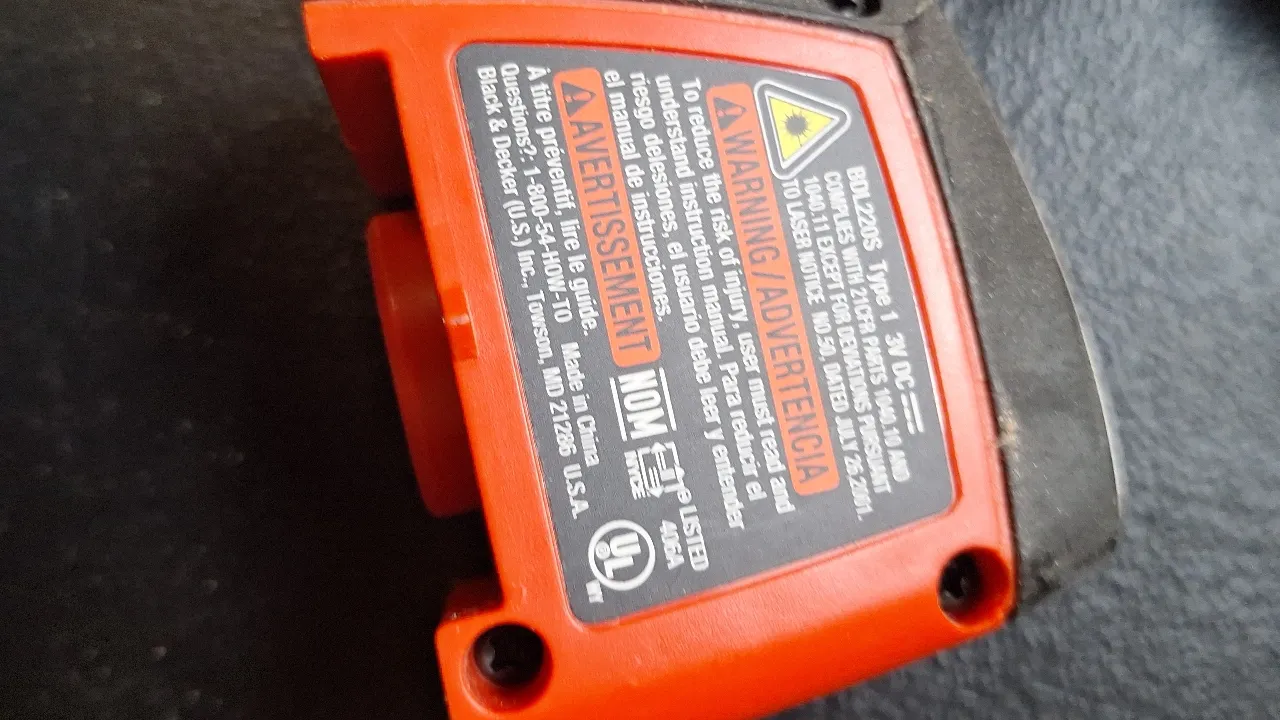 BDL220S Type 1 3V DC
COMPLIES WITH 21CFR PARTS 1040.10 AND
1040.11 EXCEPT FOR DEVIATIONS PURSUANT
TO LASER NOTICE NO.50, DATED JULY 26,2001.
WARNING/ADVERTENCIA
To reduce the risk of injury, user must read and
understand instruction manual. Para reducir el
riesgo delesiones, el usuario debe leer y entender
el manual de instrucciones.
AVERTISSEMENT
À titre préventif, lire le guide.
Questions?: 1-800-54-HOW-TO Made in China
Black & Decker (U.S.) Inc., Towson, MD 21286 U.S.A.
NOM
NYCE
LISTED
406A
UL